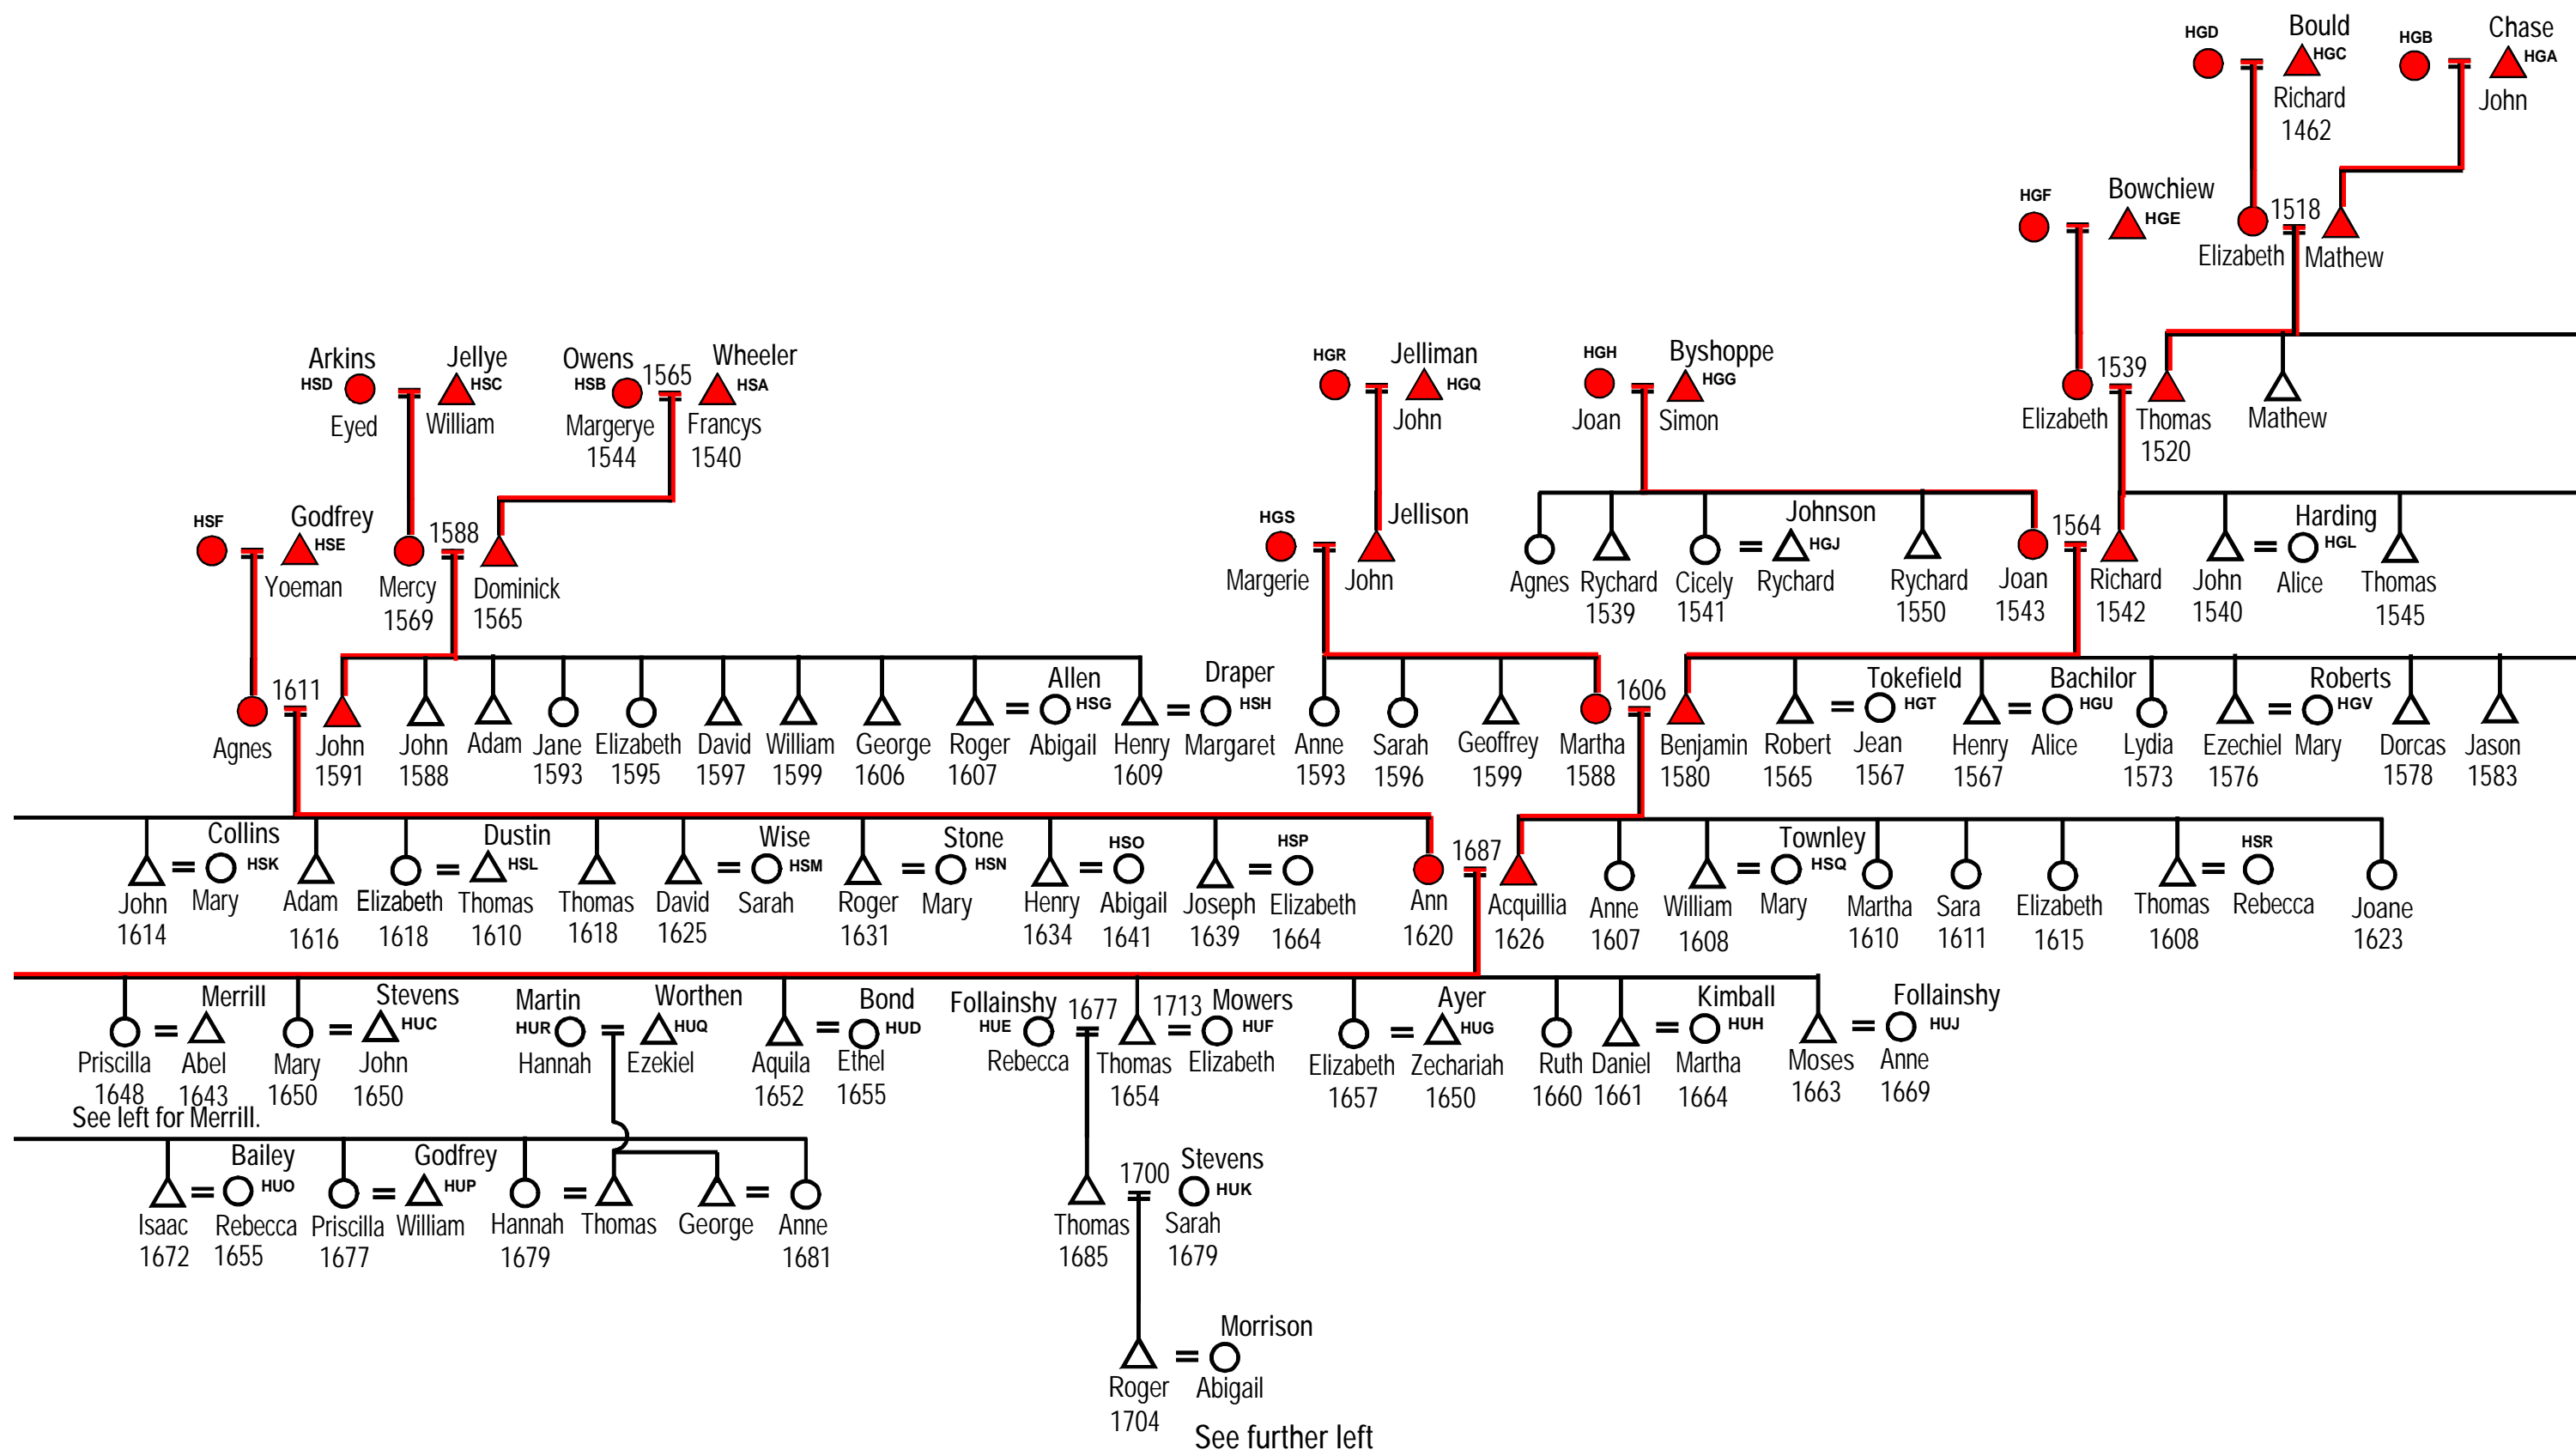 Bould
Chase
HGD
HGC
HGB
HGA
Richard
John
1462
Bowchiew
HGF
HGE
1518
Elizabeth
Mathew
Arkins
Jellye
Owens
1565
Wheeler
HSD
HSC
HSB
HSA
Eyed
William
Margerye
Francys
1544
1540
HGR
Jelliman
HGQ
John
HGH
Byshoppe
HGG
Joan
Simon
1539
Elizabeth
Thomas
Mathew
1520
HSF
Godfrey
HSE
Yoeman
1588
Mercy
Dominick
1569
1565
HGS
Jellison
Margerie
John
Johnson
HGJ
1564
Harding
HGL
Agnes
Rychard
Cicely
Rychard
Rychard
Joan
Richard
John
Alice
Thomas
1539
1541
1550
1543
1542
1540
1545
1611
Allen
HSG
Draper
HSH
1606
Tokefield
HGT
Bachilor
HGU
Roberts
HGV
Agnes
John
John
Adam
Jane
Elizabeth
David
William
George
Roger
Abigail
Henry
Margaret
Anne
Sarah
Geoffrey
Martha
Benjamin
Robert
Jean
Henry
Alice
Lydia
Ezechiel
Mary
Dorcas
Jason
1591
1588
1593
1595
1597
1599
1606
1607
1609
1593
1596
1599
1588
1580
1565
1567
1567
1573
1576
1578
1583
Collins
HSK
Dustin
HSL
Wise
HSM
Stone
HSN
HSO
HSP
1687
Townley
HSQ
HSR
John
Mary
Adam
Elizabeth
Thomas
Thomas
David
Sarah
Roger
Mary
Henry
Abigail
Joseph
Elizabeth
Ann
Acquillia
Anne
William
Mary
Martha
Sara
Elizabeth
Thomas
Rebecca
Joane
1614
1616
1618
1610
1618
1625
1631
1634
1641
1639
1664
1620
1626
1607
1608
1610
1611
1615
1608
1623
Merrill
Stevens
HUC
Martin
HUR
Worthen
HUQ
Bond
HUD
Follainshy
HUE
1677
1713
Mowers
HUF
Ayer
HUG
Kimball
HUH
Follainshy
HUJ
Priscilla
Abel
Mary
John
Hannah
Ezekiel
Aquila
Ethel
Rebecca
Thomas
Elizabeth
Elizabeth
Zechariah
Ruth
Daniel
Martha
Moses
Anne
1648
1643
1650
1650
1652
1655
1654
1657
1650
1660
1661
1664
1663
1669
See left for Merrill.
Bailey
HUO
Godfrey
HUP
1700
Stevens
HUK
Isaac
Rebecca
Priscilla
William
Hannah
Thomas
George
Anne
Thomas
Sarah
1672
1655
1677
1679
1681
1685
1679
Morrison
Roger
Abigail
1704
See further left